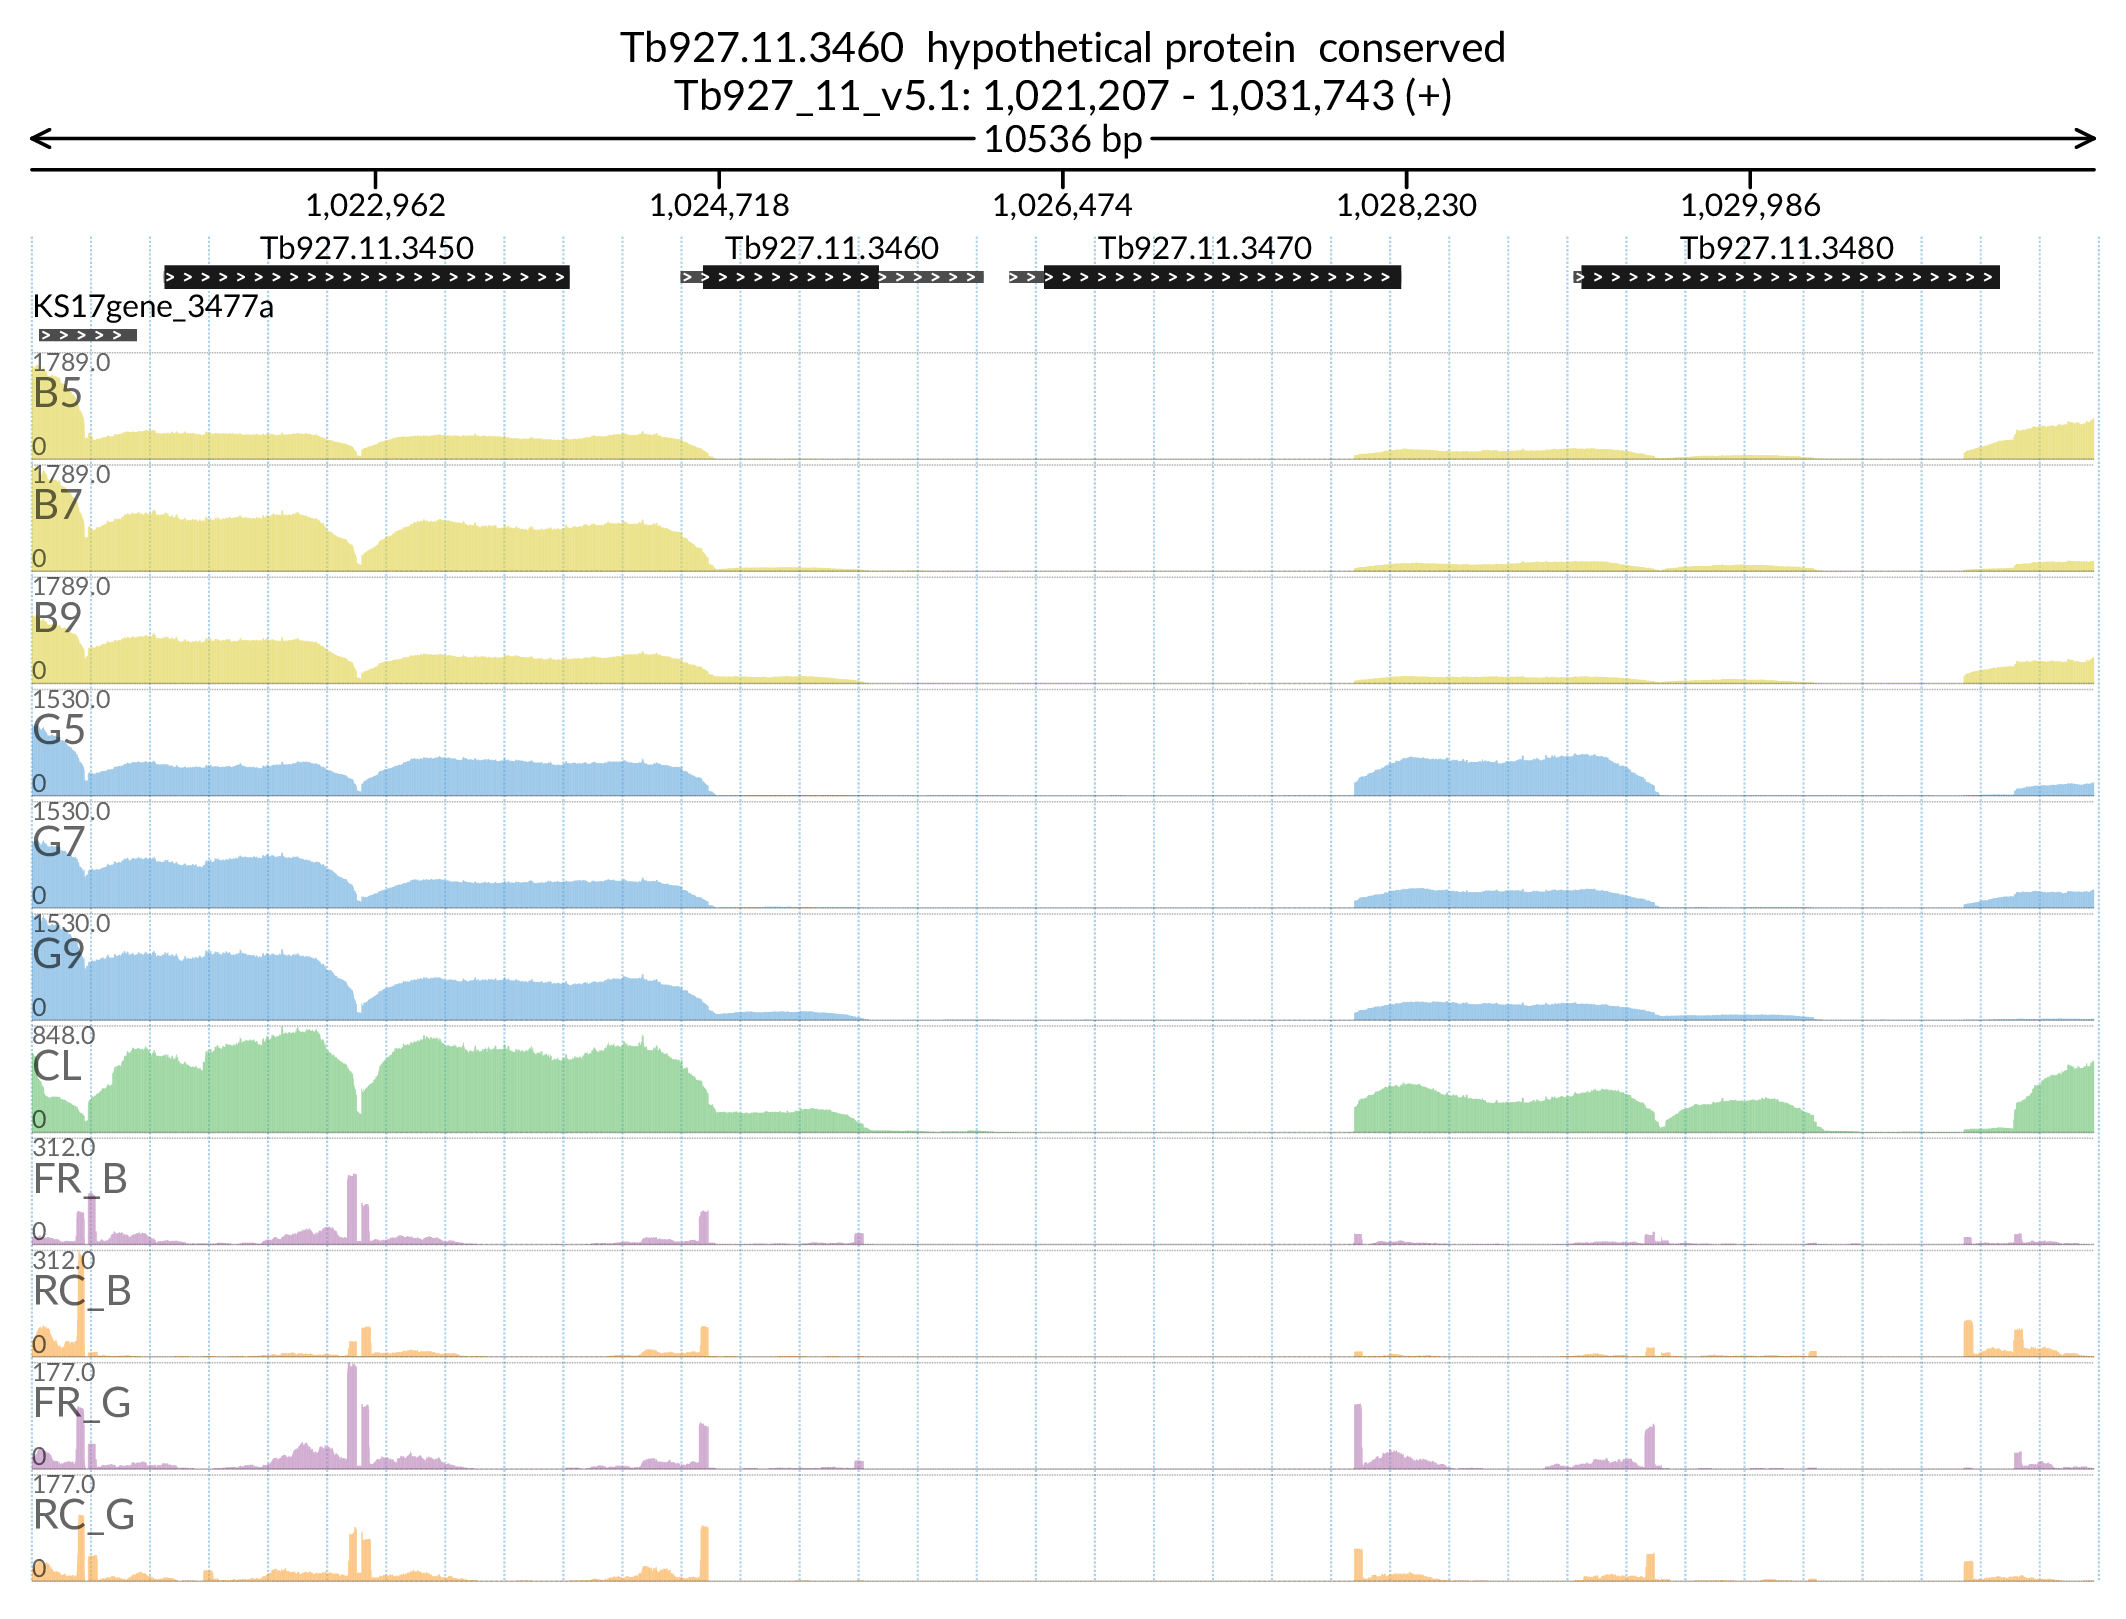 Tb927.11.3460  hypothetical protein  conserved
Tb927_11_v5.1: 1,021,207 - 1,031,743 (+)
10536 bp
1,022,962 1,024,718 1,026,474 1,028,230 1,029,986
Tb927.11.3450 Tb927.11.3460 Tb927.11.3470 Tb927.11.3480
KS17gene_3477a
1789.0
B5
0
1789.0
B7
0
1789.0
B9
0
1530.0
G5
0
1530.0
G7
0
1530.0
G9
0
848.0
CL
0
312.0
FR_B
0
312.0
RC_B
0
177.0
FR_G
0
177.0
RC_G
0